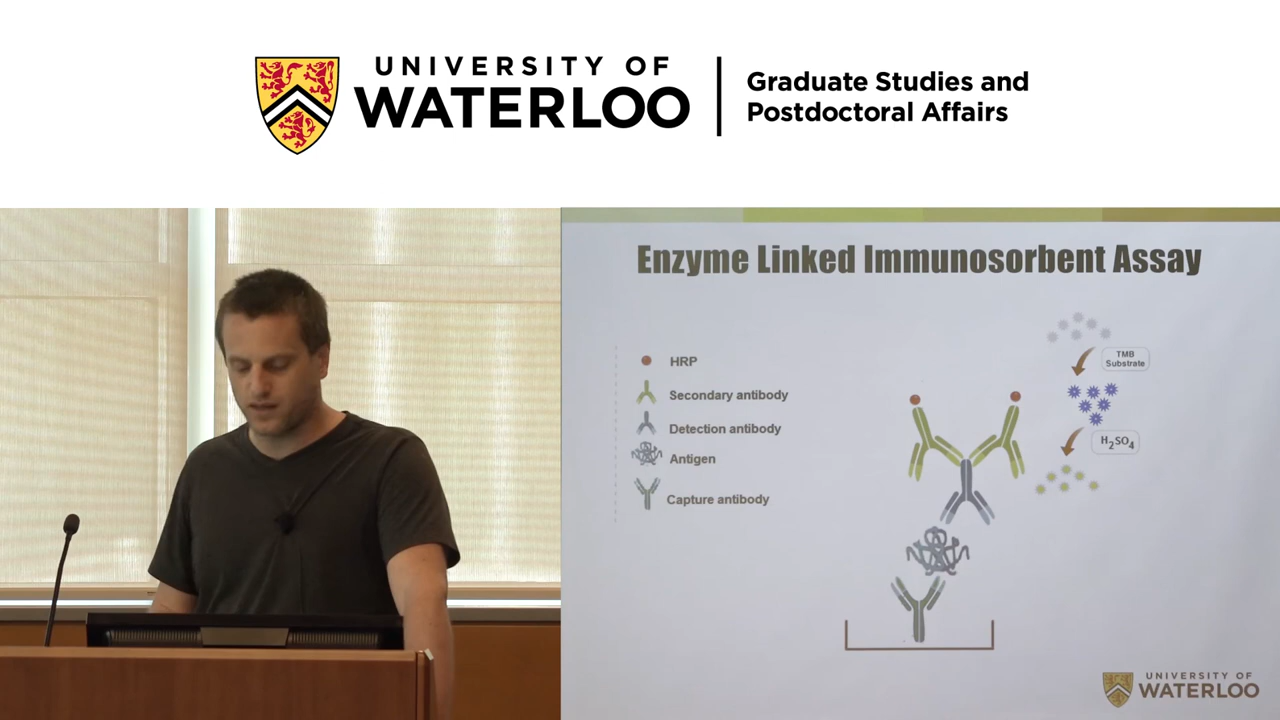 UNIVERSITY OF
WATERLOO
Graduate Studies and
Postdoctoral Affairs
Enzyme Linked Immunosorbent Assay
HRP
Secondary antibody
Detection antibody
Antigen
Capture antibody
TMB
Substrate
H₂SO₄
UNIVERSITY OF
WATERLOO